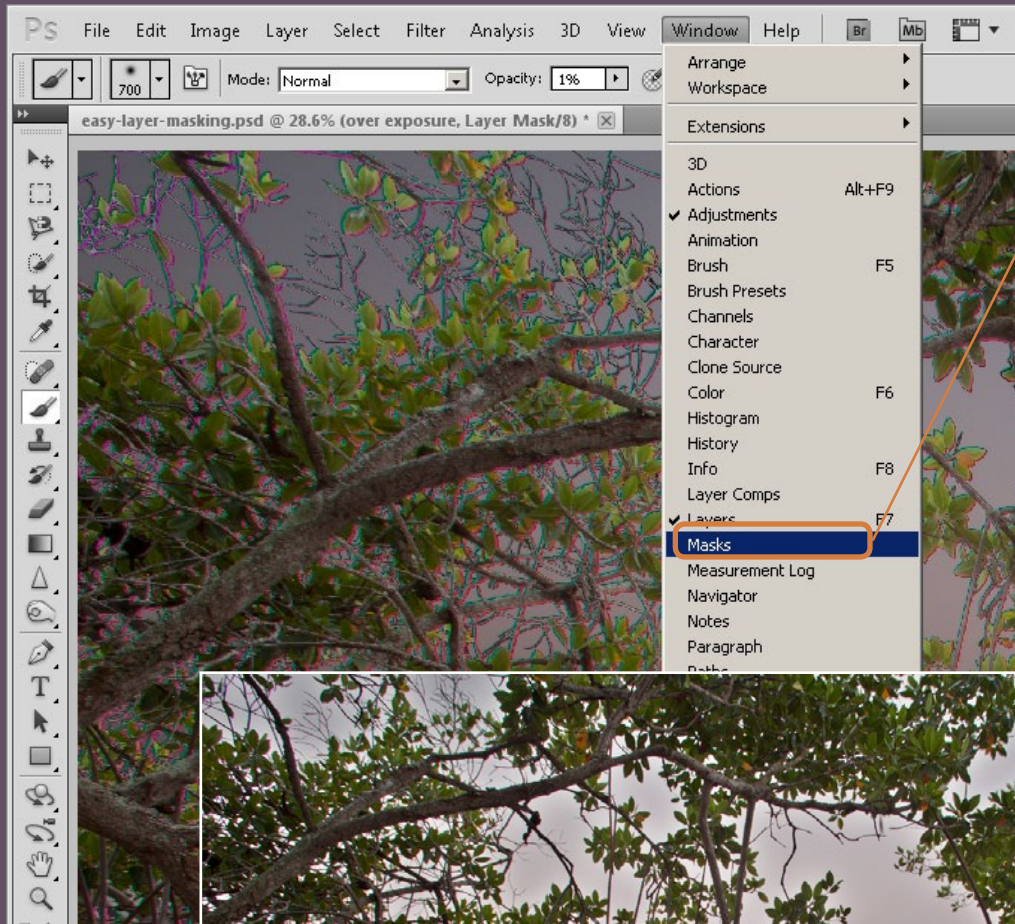 PS File Edit Image Layer Select Filter Analysis 3D View Window Help Br Mb
700 Mode: Normal Opacity: 1%
easy-layer-masking.psd @ 28.6% (over exposure, Layer Mask/8) *
Arrange
Workspace
Extensions
3D
Actions Alt+F9
Adjustments
Animation
Brush F5
Brush Presets
Channels
Character
Clone Source
Color F6
Histogram
History
Info F8
Layer Comps
Layers F7
Masks
Measurement Log
Navigator
Notes
Paragraph
T